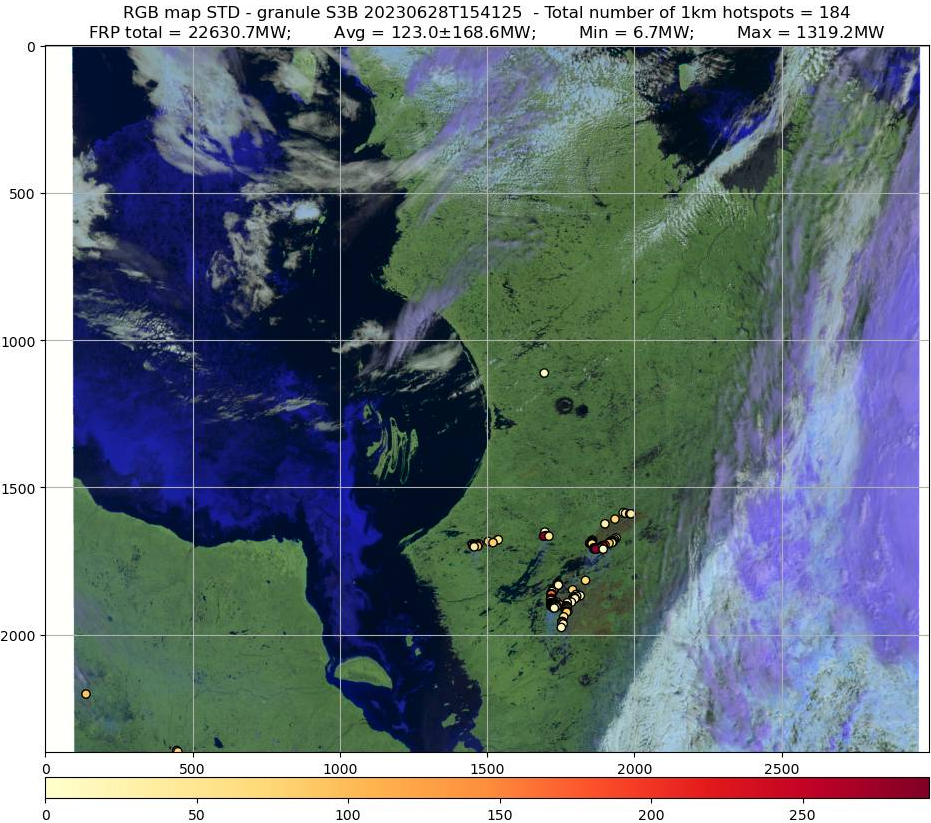 RGB map STD - granule S3B 20230628T154125 - Total number of 1km hotspots = 184
FRP total = 22630.7MW; Avg = 123.0±168.6MW; Min = 6.7MW; Max = 1319.2MW
0
500
1000
1500
2000
0 500 1000 1500 2000 2500
0 50 100 150 200 250